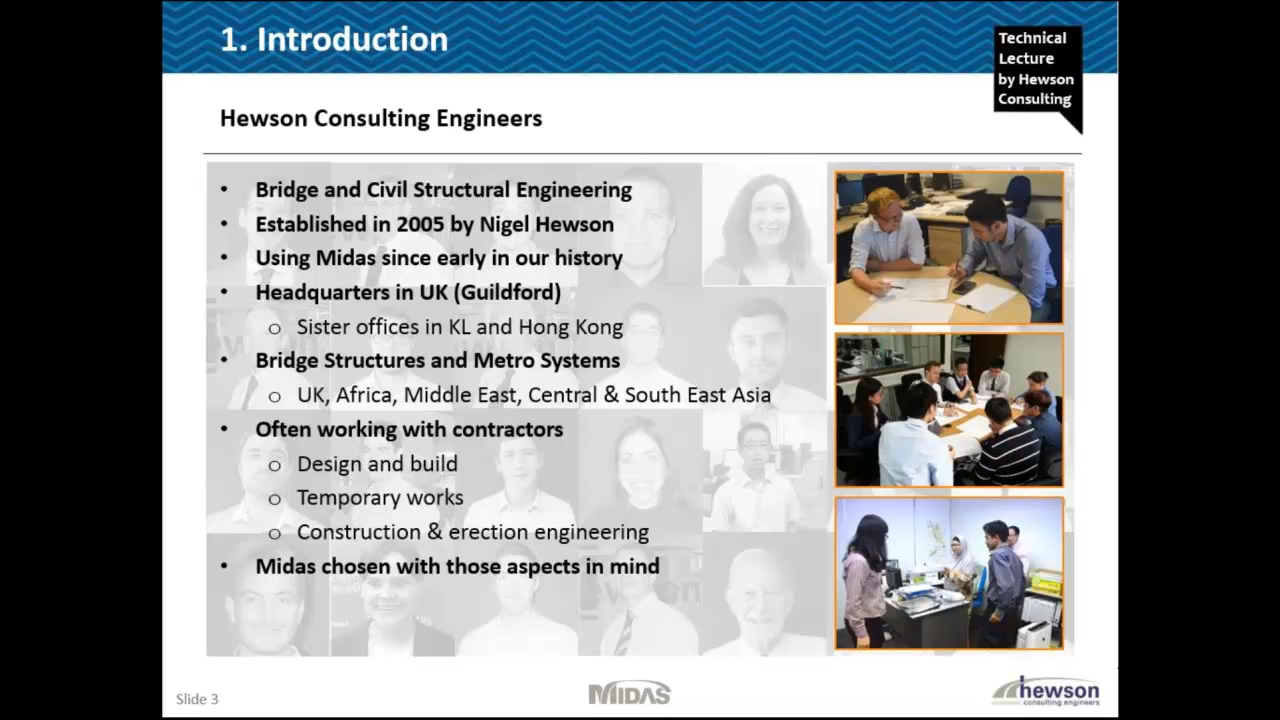 1. Introduction
Technical
Lecture
by Hewson
Consulting
Hewson Consulting Engineers
• Bridge and Civil Structural Engineering
• Established in 2005 by Nigel Hewson
• Using Midas since early in our history
• Headquarters in UK (Guildford)
o Sister offices in KL and Hong Kong
• Bridge Structures and Metro Systems
o UK, Africa, Middle East, Central & South East Asia
• Often working with contractors
o Design and build
o Temporary works
o Construction & erection engineering
• Midas chosen with those aspects in mind
Slide 3
MIDAS
hewson
consulting engineers